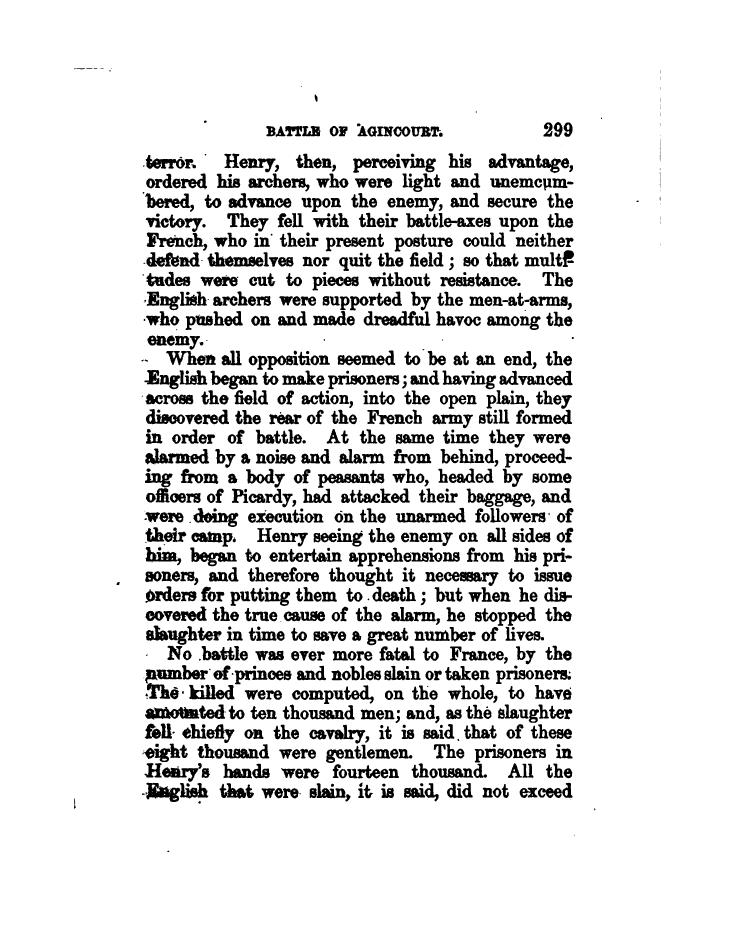 BATTLE OF AGINCOURT. 299
terror. Henry, then, perceiving his advantage,
ordered his archers, who were light and unemcum-
bered, to advance upon the enemy, and secure the
victory. They fell with their battle-axes upon the
French, who in their present posture could neither
defend themselves nor quit the field; so that multi-
tudes were cut to pieces without resistance. The
English archers were supported by the men-at-arms,
who pushed on and made dreadful havoc among the
enemy.
When all opposition seemed to be at an end, the
English began to make prisoners; and having advanced
across the field of action, into the open plain, they
discovered the rear of the French army still formed
in order of battle. At the same time they were
alarmed by a noise and alarm from behind, proceed-
ing from a body of peasants who, headed by some
officers of Picardy, had attacked their baggage, and
were doing execution on the unarmed followers of
their camp. Henry seeing the enemy on all sides of
him, began to entertain apprehensions from his pri-
soners, and therefore thought it necessary to issue
orders for putting them to death; but when he dis-
covered the true cause of the alarm, he stopped the
slaughter in time to save a great number of lives.
No battle was ever more fatal to France, by the
number of princes and nobles slain or taken prisoners.
The killed were computed, on the whole, to have
amounted to ten thousand men; and, as the slaughter
fell chiefly on the cavalry, it is said that of these
eight thousand were gentlemen. The prisoners in
Henry's hands were fourteen thousand. All the
English that were slain, it is said, did not exceed